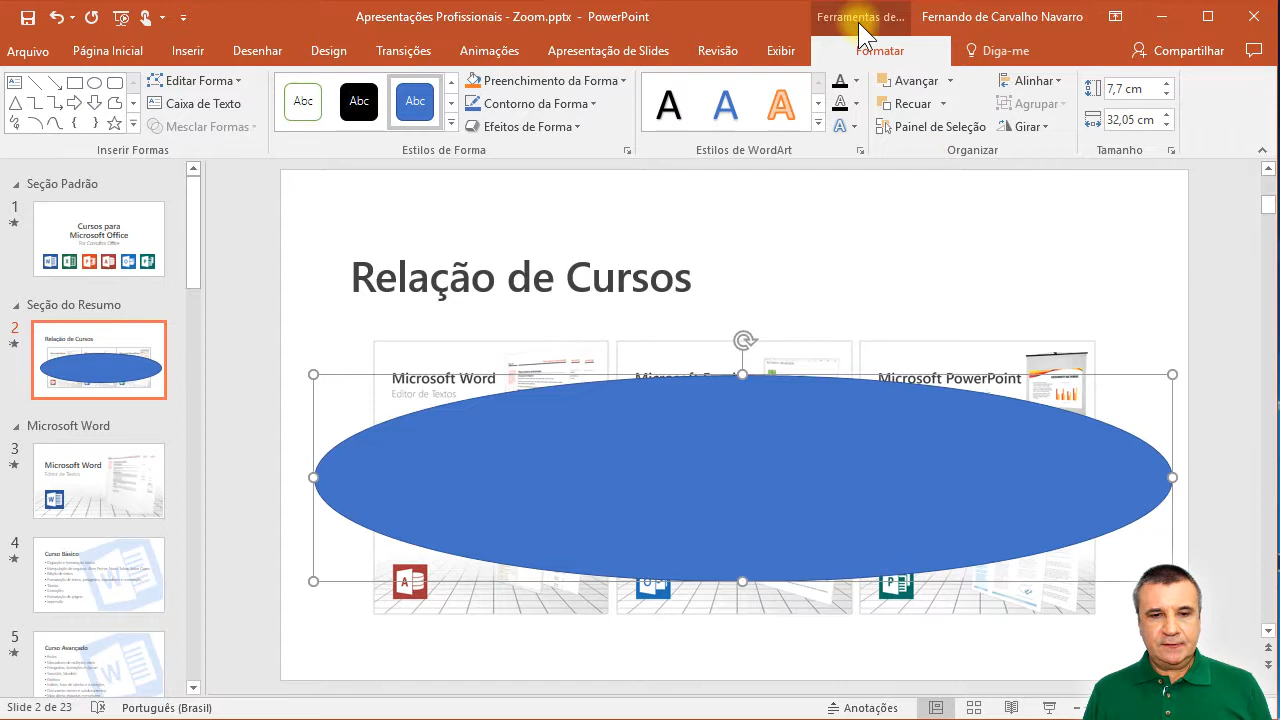 Apresentações Profissionais - Zoom.pptx - PowerPoint
Ferramentas de...
Fernando de Carvalho Navarro
Arquivo
Página Inicial
Inserir
Desenhar
Design
Transições
Animações
Apresentação de Slides
Revisão
Exibir
Formatar
Diga-me
Compartilhar
Editar Forma
Caixa de Texto
Mesclar Formas
Inserir Formas
Abc
Abc
Abc
Preenchimento da Forma
Contorno da Forma
Efeitos de Forma
Estilos de Forma
A
A
A
Estilos de WordArt
Avançar
Recuar
Painel de Seleção
Alinhar
Agrupar
Girar
Organizar
7,7 cm
32,05 cm
Tamanho
Seção Padrão
1
Cursos para
Microsoft Office
Seção do Resumo
2
Relação de Cursos
Microsoft Word
3
Microsoft Word
Editor de Textos
4
Curso Básico
5
Curso Avançado
Relação de Cursos
Microsoft Word
Editor de Textos
Microsoft PowerPoint
Slide 2 de 23
Português (Brasil)
Anotações